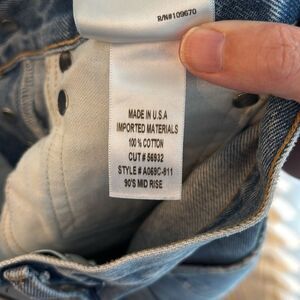 R/N#109670
MADE IN U.S.A
IMPORTED MATERIALS
100% COTTON
CUT # 56932
STYLE # A069C-811
90'S MID RISE